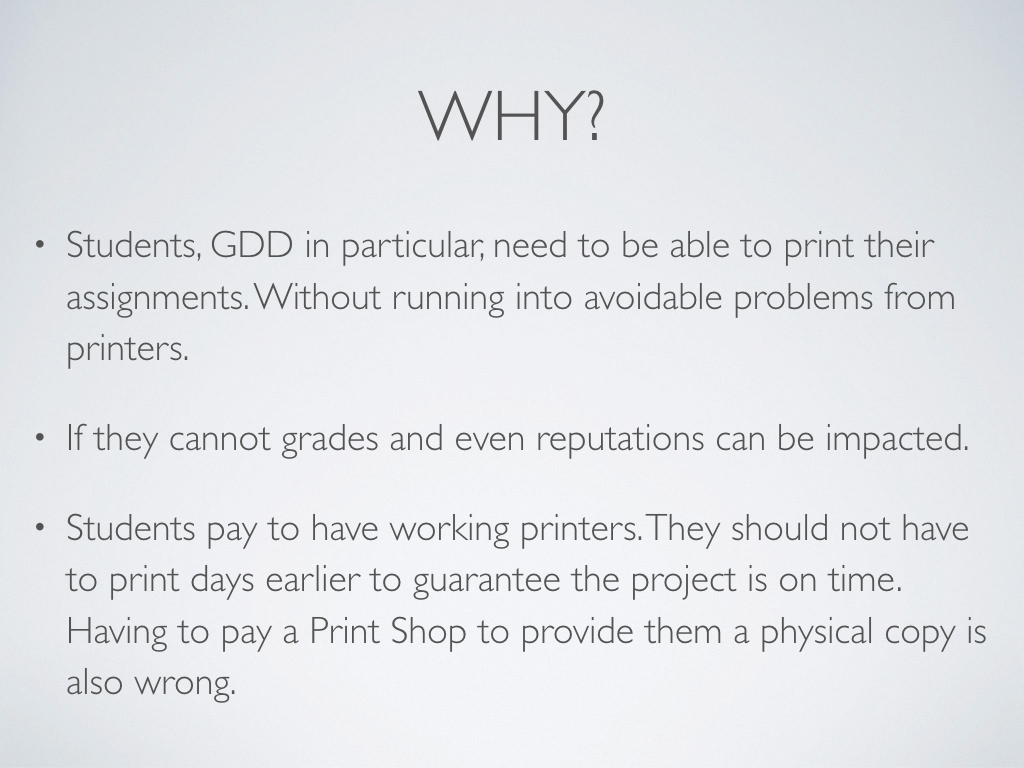 WHY?
• Students, GDD in particular, need to be able to print their
assignments. Without running into avoidable problems from
printers.
• If they cannot grades and even reputations can be impacted.
• Students pay to have working printers. They should not have
to print days earlier to guarantee the project is on time.
Having to pay a Print Shop to provide them a physical copy is
also wrong.